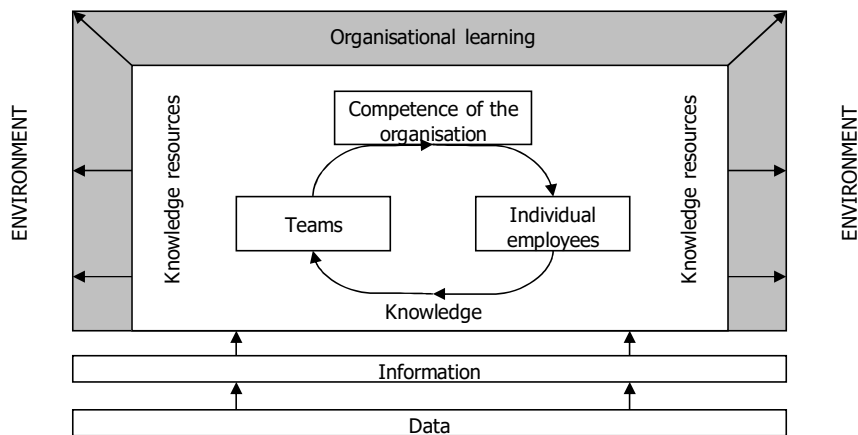 Organisational learning
ENVIRONMENT
Knowledge resources
Competence of the
organisation
Knowledge resources
ENVIRONMENT
Teams
Individual
employees
Knowledge
Information
Data